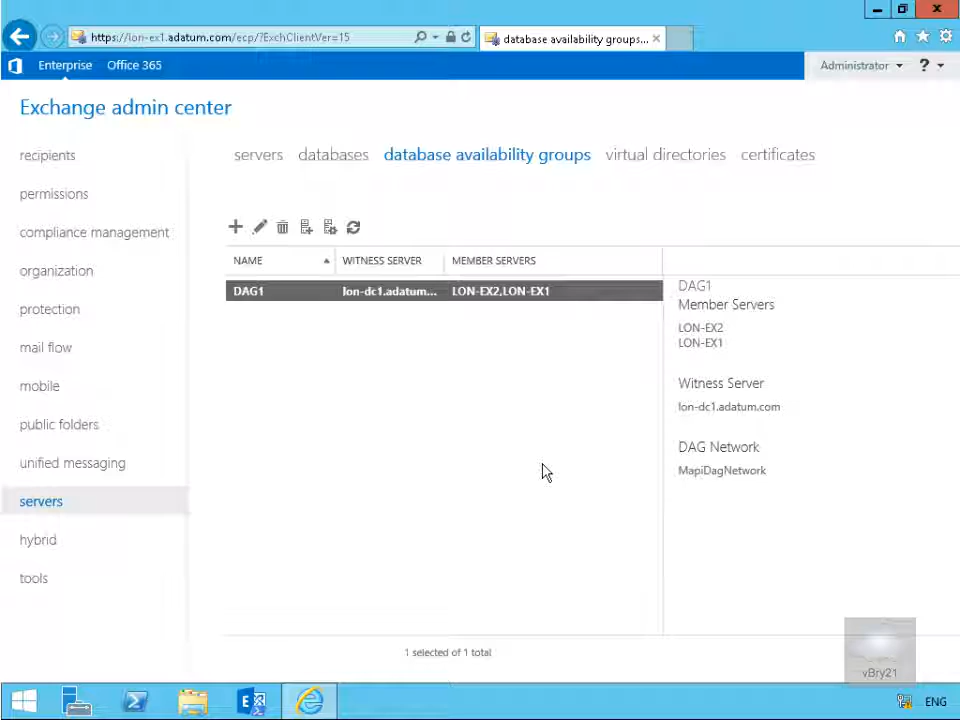 https://lon-ex1.adatum.com/ecp/?ExchClientVer=15
database availability groups...
Enterprise Office 365
Administrator ?
Exchange admin center
recipients
permissions
compliance management
organization
protection
mail flow
mobile
public folders
unified messaging
servers
hybrid
tools
servers databases database availability groups virtual directories certificates
NAME WITNESS SERVER MEMBER SERVERS
DAG1 lon-dc1.adatum... LON-EX2,LON-EX1
DAG1
Member Servers
LON-EX2
LON-EX1
Witness Server
lon-dc1.adatum.com
DAG Network
MapiDagNetwork
1 selected of 1 total
vBry21
ENG